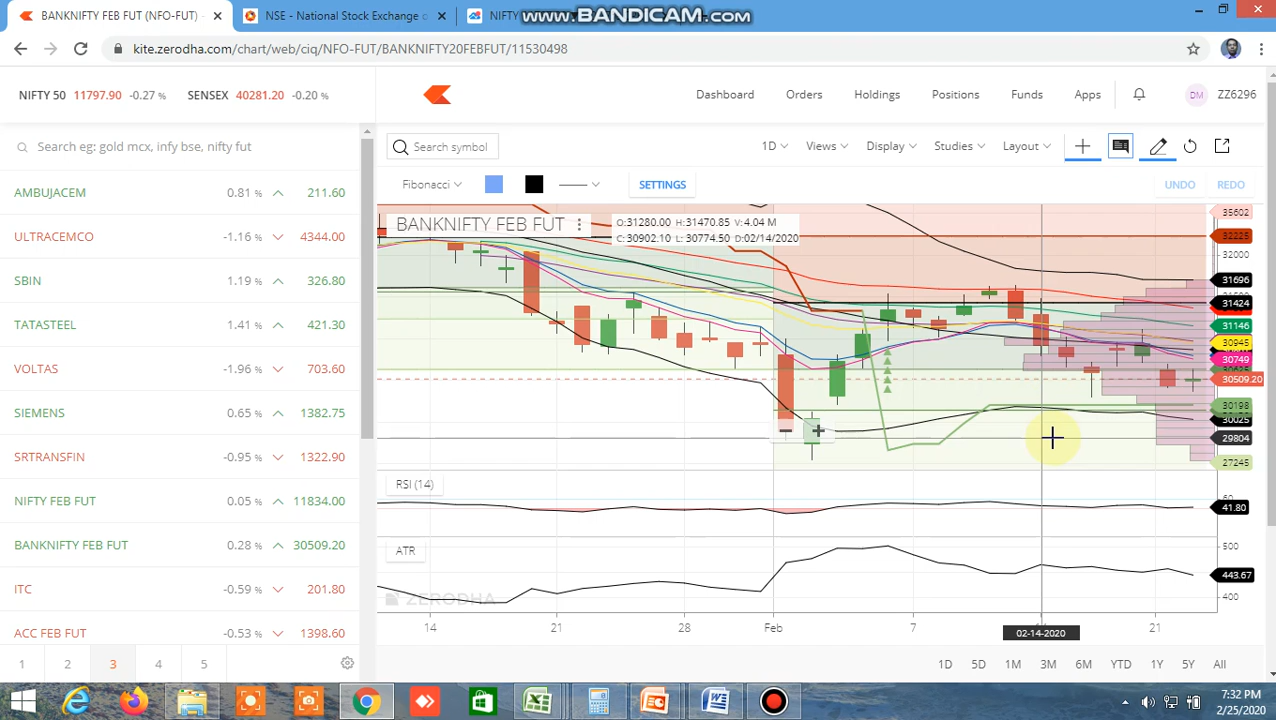 BANKNIFTY FEB FUT (NFO-FUT) -
NSE - National Stock Exchange o
NIFTY
www.BANDICAM.com
kite.zerodha.com/chart/web/ciq/NFO-FUT/BANKNIFTY20FEBFUT/11530498
NIFTY 50 11797.90 -0.27 % SENSEX 40281.20 -0.20 %
Dashboard Orders Holdings Positions Funds Apps DM ZZ6296
Search eg: gold mcx, infy bse, nifty fut
AMBUJACEM 0.81 % 211.60
ULTRACEMCO -1.16 % 4344.00
SBIN 1.19 % 326.80
TATASTEEL 1.41 % 421.30
VOLTAS -1.96 % 703.60
SIEMENS 0.65 % 1382.75
SRTRANSFIN -0.95 % 1322.90
NIFTY FEB FUT 0.05 % 11834.00
BANKNIFTY FEB FUT 0.28 % 30509.20
ITC -0.59 % 201.80
ACC FEB FUT -0.53 % 1398.60
1 2 3 4 5
Search symbol 1D Views Display Studies Layout
Fibonacci SETTINGS UNDO REDO
BANKNIFTY FEB FUT
O:31280.00 H:31470.85 V:4.04 M
C:30902.10 L: 30774.50 D:02/14/2020
35602
32225
32000
31696
31424
31146
30945
30749
30509.20
30198
30025
29804
27245
RSI (14)
60
41.80
ATR
500
443.67
400
ZERODHA
14 21 28 Feb 7 21
02-14-2020
1D 5D 1M 3M 6M YTD 1Y 5Y All
7:32 PM
2/25/2020